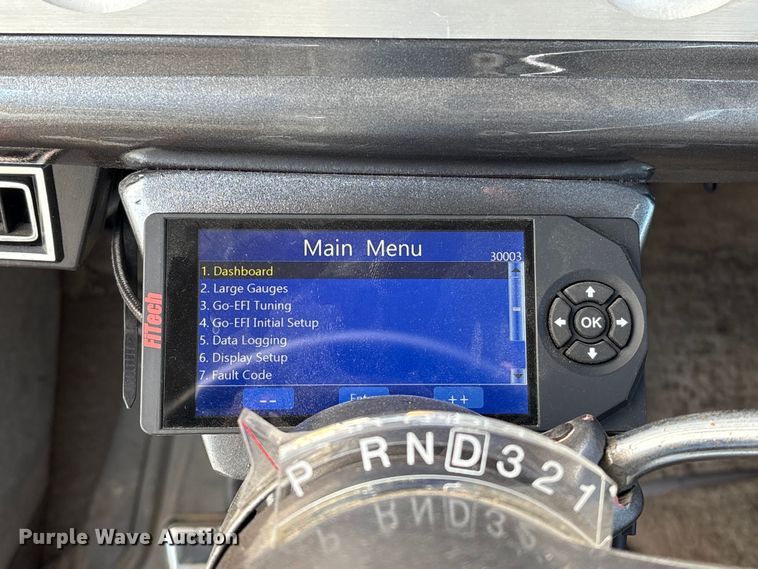 Main Menu
30003
1. Dashboard
2. Large Gauges
3. Go-EFI Tuning
4. Go-EFI Initial Setup
5. Data Logging
6. Display Setup
7. Fault Code
-- ++
FiTech
OK
P R N D 3 2 1
Purple Wave Auction